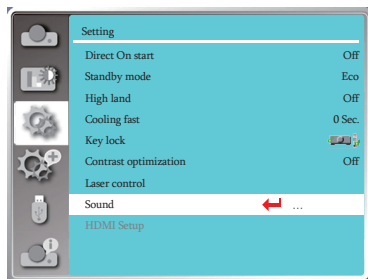 Setting
Direct On start Off
Standby mode Eco
High land Off
Cooling fast 0 Sec.
Key lock
Contrast optimization Off
Laser control
Sound ...
HDMI Setup